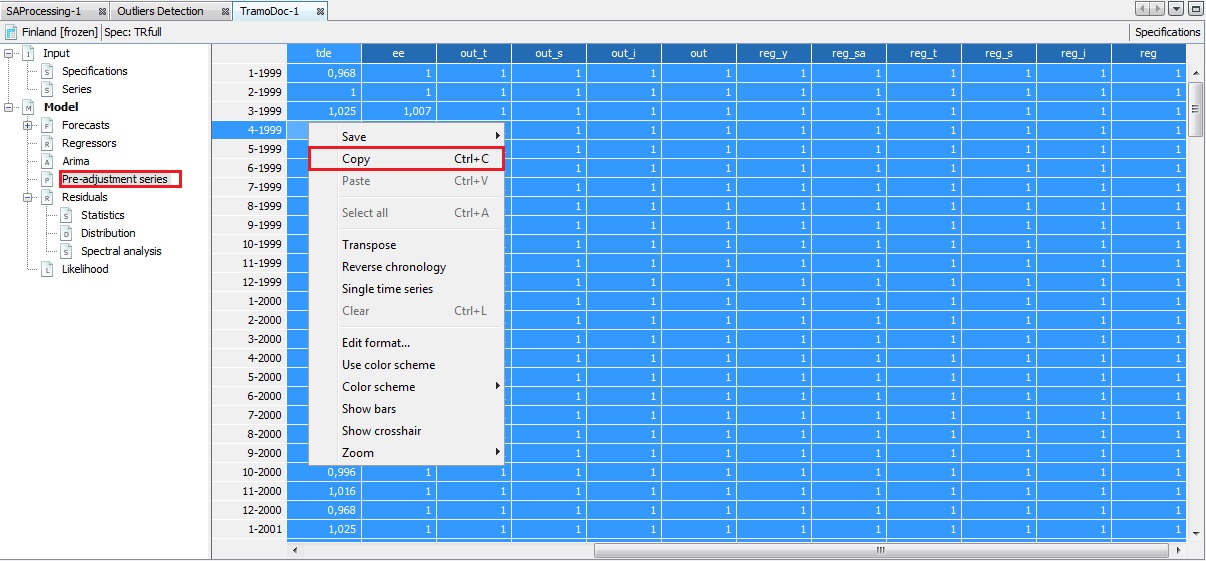 SAProcessing-1 Outliers Detection TramoDoc-1
Finland [frozen] Spec: TRfull Specifications
Input
Specifications
Series
Model
Forecasts
Regressors
Arima
Pre-adjustment series
Residuals
Statistics
Distribution
Spectral analysis
Likelihood
tde ee out_t out_s out_i out reg_y reg_sa reg_t reg_s reg_i reg
1-1999 0,968 1 1 1 1 1 1 1 1 1 1 1
2-1999 1 1 1 1 1 1 1 1 1 1 1 1
3-1999 1,025 1,007 1 1 1 1 1 1 1 1 1 1
4-1999 1 1 1 1 1 1 1 1 1
5-1999 1 1 1 1 1 1 1 1 1
6-1999 1 1 1 1 1 1 1 1 1
7-1999 1 1 1 1 1 1 1 1 1
8-1999 1 1 1 1 1 1 1 1 1
9-1999 1 1 1 1 1 1 1 1 1
10-1999 1 1 1 1 1 1 1 1 1
11-1999 1 1 1 1 1 1 1 1 1
12-1999 1 1 1 1 1 1 1 1 1
1-2000 1 1 1 1 1 1 1 1 1
2-2000 1 1 1 1 1 1 1 1 1
3-2000 1 1 1 1 1 1 1 1 1
4-2000 1 1 1 1 1 1 1 1 1
5-2000 1 1 1 1 1 1 1 1 1
6-2000 1 1 1 1 1 1 1 1 1
7-2000 1 1 1 1 1 1 1 1 1
8-2000 1 1 1 1 1 1 1 1 1
9-2000 1 1 1 1 1 1 1 1 1
10-2000 0,996 1 1 1 1 1 1 1 1 1 1 1
11-2000 1,016 1 1 1 1 1 1 1 1 1 1 1
12-2000 0,968 1 1 1 1 1 1 1 1 1 1 1
1-2001 1,025 1 1 1 1 1 1 1 1 1 1 1
Save
Copy Ctrl+C
Paste Ctrl+V
Select all Ctrl+A
Transpose
Reverse chronology
Single time series
Clear Ctrl+L
Edit format...
Use color scheme
Color scheme
Show bars
Show crosshair
Zoom